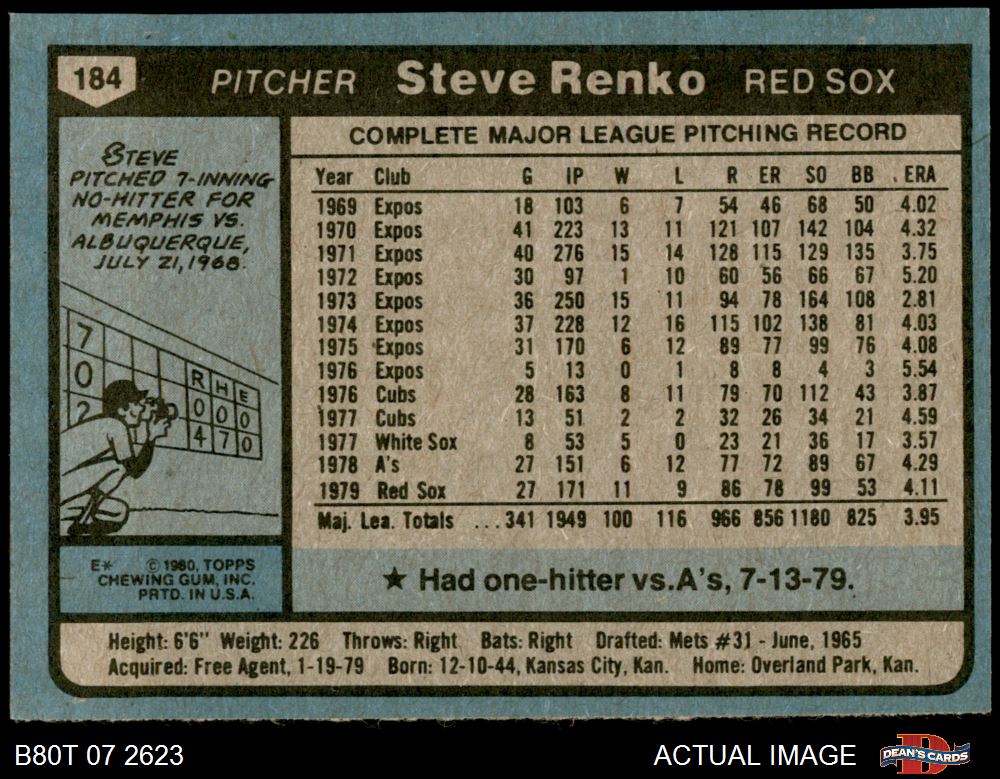 184 PITCHER Steve Renko RED SOX
STEVE
PITCHED 7-INNING
NO-HITTER FOR
MEMPHIS VS.
ALBUQUERQUE,
JULY 21, 1968.
7
0 R H E
2 0 0 0
4 7 0
COMPLETE MAJOR LEAGUE PITCHING RECORD
Year Club G IP W L R ER SO BB ERA
1969 Expos 18 103 6 7 54 46 68 50 4.02
1970 Expos 41 223 13 11 121 107 142 104 4.32
1971 Expos 40 276 15 14 128 115 129 135 3.75
1972 Expos 30 97 1 10 60 56 66 67 5.20
1973 Expos 36 250 15 11 94 78 164 108 2.81
1974 Expos 37 228 12 16 115 102 138 81 4.03
1975 Expos 31 170 6 12 89 77 99 76 4.08
1976 Expos 5 13 0 1 8 8 4 3 5.54
1976 Cubs 28 163 8 11 79 70 112 43 3.87
1977 Cubs 13 51 2 2 32 26 34 21 4.59
1977 White Sox 8 53 5 0 23 21 36 17 3.57
1978 A's 27 151 6 12 77 72 89 67 4.29
1979 Red Sox 27 171 11 9 86 78 99 53 4.11
Maj. Lea. Totals ...341 1949 100 116 966 856 1180 825 3.95
E* © 1980, TOPPS
CHEWING GUM, INC.
PRTD. IN U.S.A.
★ Had one-hitter vs.A's, 7-13-79.
Height: 6'6" Weight: 226 Throws: Right Bats: Right Drafted: Mets #31 - June, 1965
Acquired: Free Agent, 1-19-79 Born: 12-10-44, Kansas City, Kan. Home: Overland Park, Kan.
B80T 07 2623 ACTUAL IMAGE DEAN'S CARDS